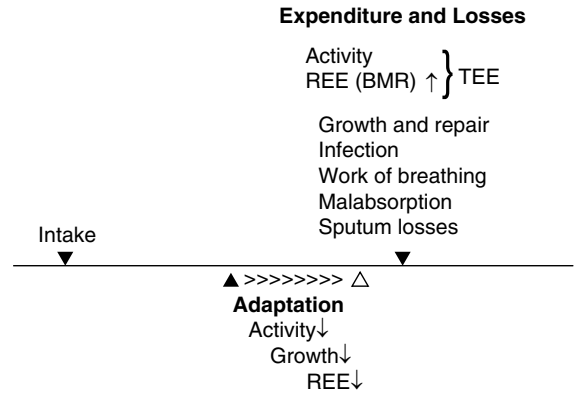 Expenditure and Losses
Activity
REE (BMR) ↑ } TEE
Growth and repair
Infection
Work of breathing
Malabsorption
Sputum losses
Intake
>>>>>>>>>
Adaptation
Activity↓
Growth↓
REE↓